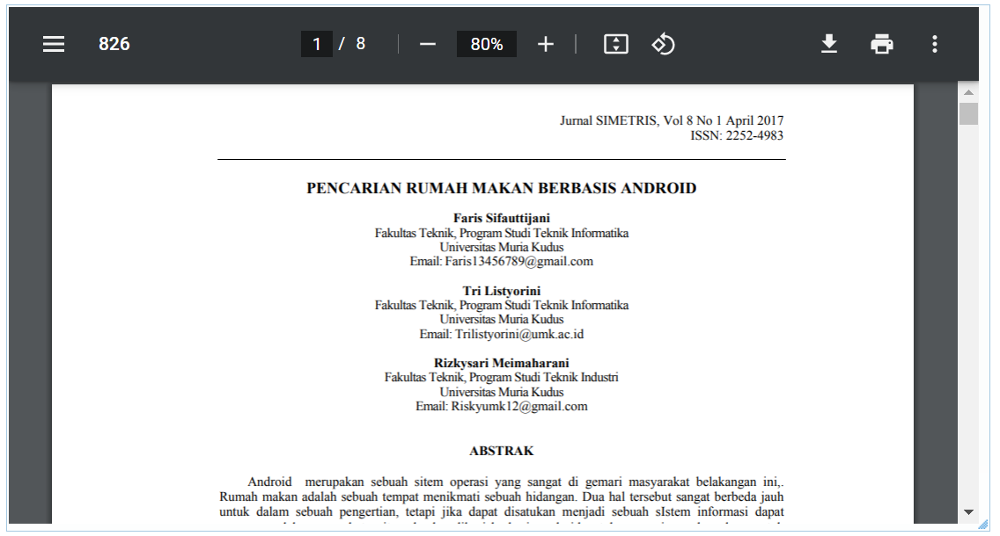 826
1 / 8
80%
Jurnal SIMETRIS, Vol 8 No 1 April 2017
ISSN: 2252-4983
PENCARIAN RUMAH MAKAN BERBASIS ANDROID
Faris Sifauttijani
Fakultas Teknik, Program Studi Teknik Informatika
Universitas Muria Kudus
Email: Faris13456789@gmail.com
Tri Listyorini
Fakultas Teknik, Program Studi Teknik Informatika
Universitas Muria Kudus
Email: Trilistyorini@umk.ac.id
Rizkysari Meimaharani
Fakultas Teknik, Program Studi Teknik Industri
Universitas Muria Kudus
Email: Riskyumk12@gmail.com
ABSTRAK
Android merupakan sebuah sitem operasi yang sangat di gemari masyarakat belakangan ini,.
Rumah makan adalah sebuah tempat menikmati sebuah hidangan. Dua hal tersebut sangat berbeda jauh
untuk dalam sebuah pengertian, tetapi jika dapat disatukan menjadi sebuah sIstem informasi dapat